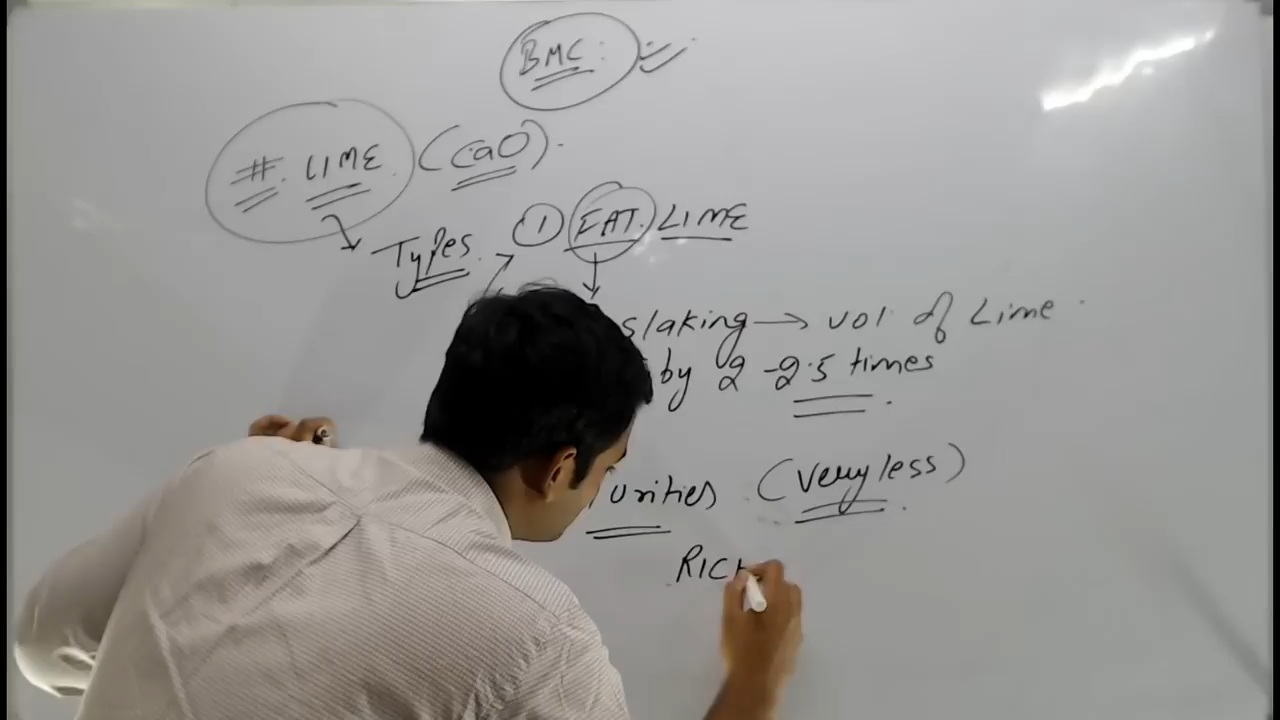 BMC:
# LIME (CaO).
Types ① FAT LIME
slaking → vol of Lime
by 2-2.5 times
urities (very less)
RIC